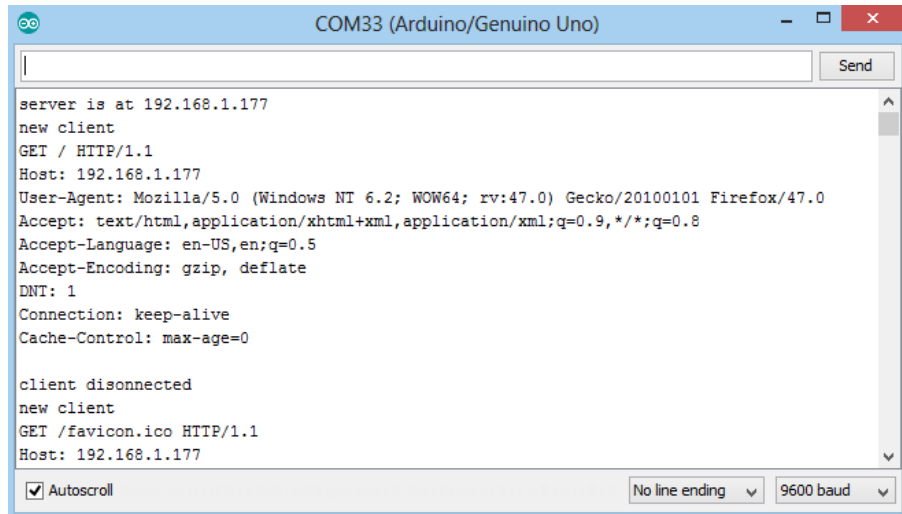 COM33 (Arduino/Genuino Uno)
Send
server is at 192.168.1.177
new client
GET / HTTP/1.1
Host: 192.168.1.177
User-Agent: Mozilla/5.0 (Windows NT 6.2; WOW64; rv:47.0) Gecko/20100101 Firefox/47.0
Accept: text/html,application/xhtml+xml,application/xml;q=0.9,*/*;q=0.8
Accept-Language: en-US,en;q=0.5
Accept-Encoding: gzip, deflate
DNT: 1
Connection: keep-alive
Cache-Control: max-age=0

client disonnected
new client
GET /favicon.ico HTTP/1.1
Host: 192.168.1.177
Autoscroll No line ending 9600 baud